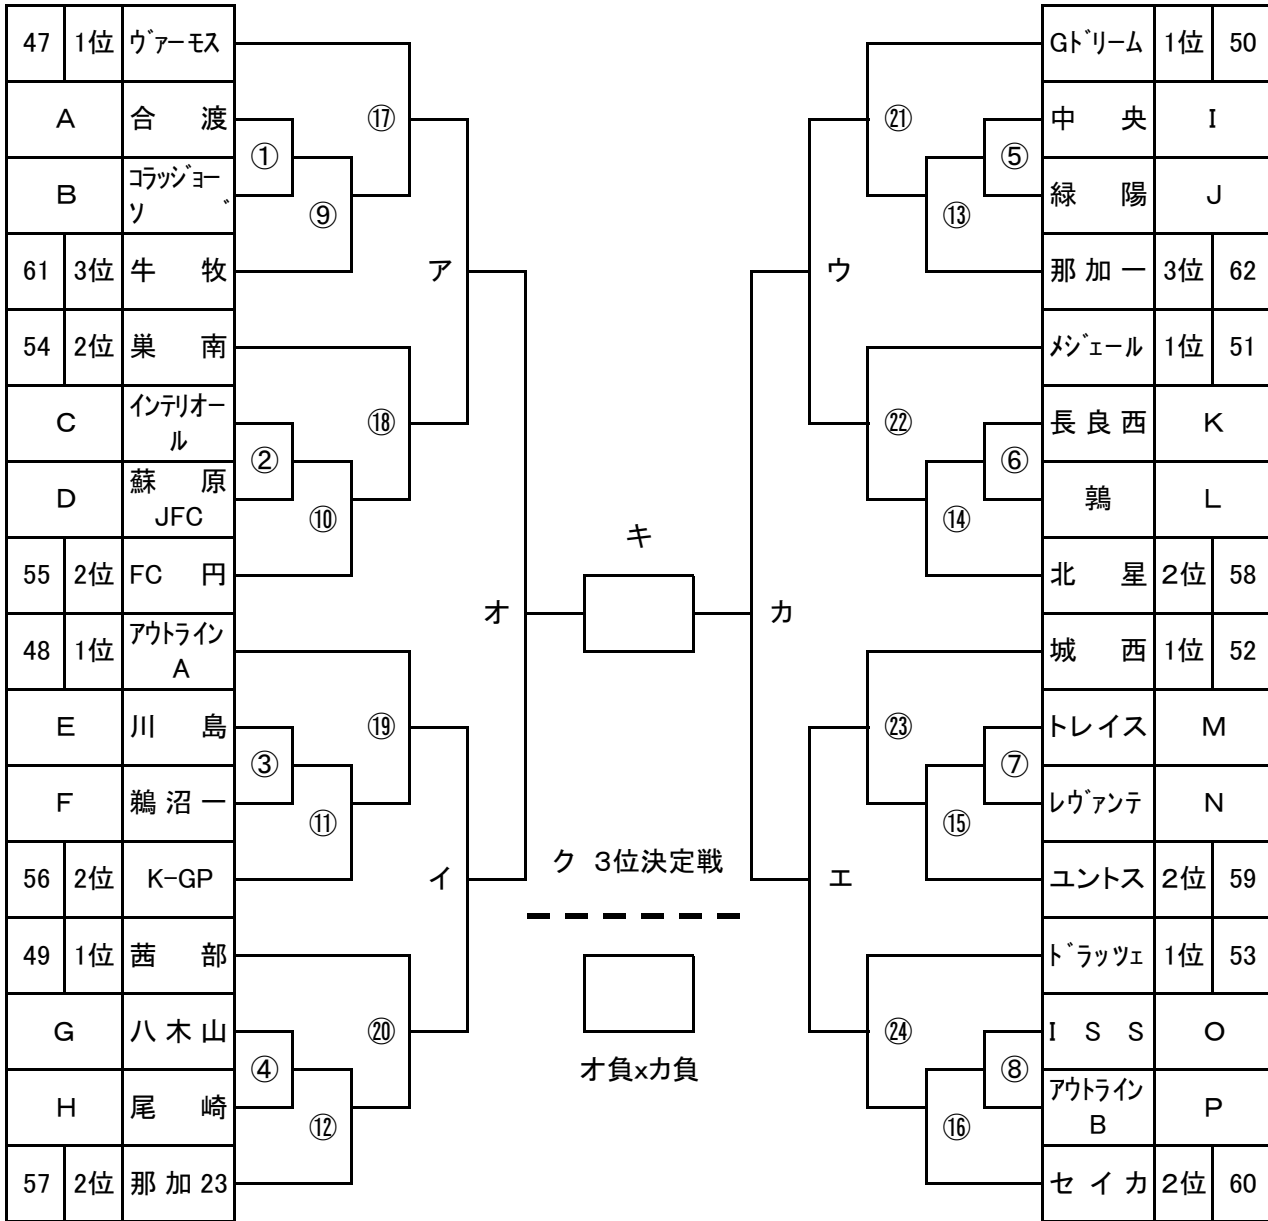 47 1位 ヴァーモス
A 合 渡
B コラッジョー
ソ゛
61 3位 牛 牧
54 2位 巣 南
C インテリオー
ル
D 蘇 原
JFC
55 2位 FC 円
48 1位 アウトライン
A
E 川 島
F 鵜 沼 一
56 2位 K-GP
49 1位 茜 部
G 八 木 山
H 尾 崎
57 2位 那 加 23
①
②
③
④
⑨
⑩
⑪
⑫
⑰
⑱
⑲
⑳
ア
イ
オ
キ
ク 3位決定戦
オ負xカ負
カ
ウ
エ
㉑
㉒
㉓
㉔
⑬
⑭
⑮
⑯
⑤
⑥
⑦
⑧
Gドリーム 1位 50
中 央 I
緑 陽 J
那 加 一 3位 62
メジェール 1位 51
長 良 西 K
鶉 L
北 星 2位 58
城 西 1位 52
トレイス M
レヴァンテ N
ユントス 2位 59
ドラッツェ 1位 53
I S S O
アウトライン
B P
セ イ カ 2位 60